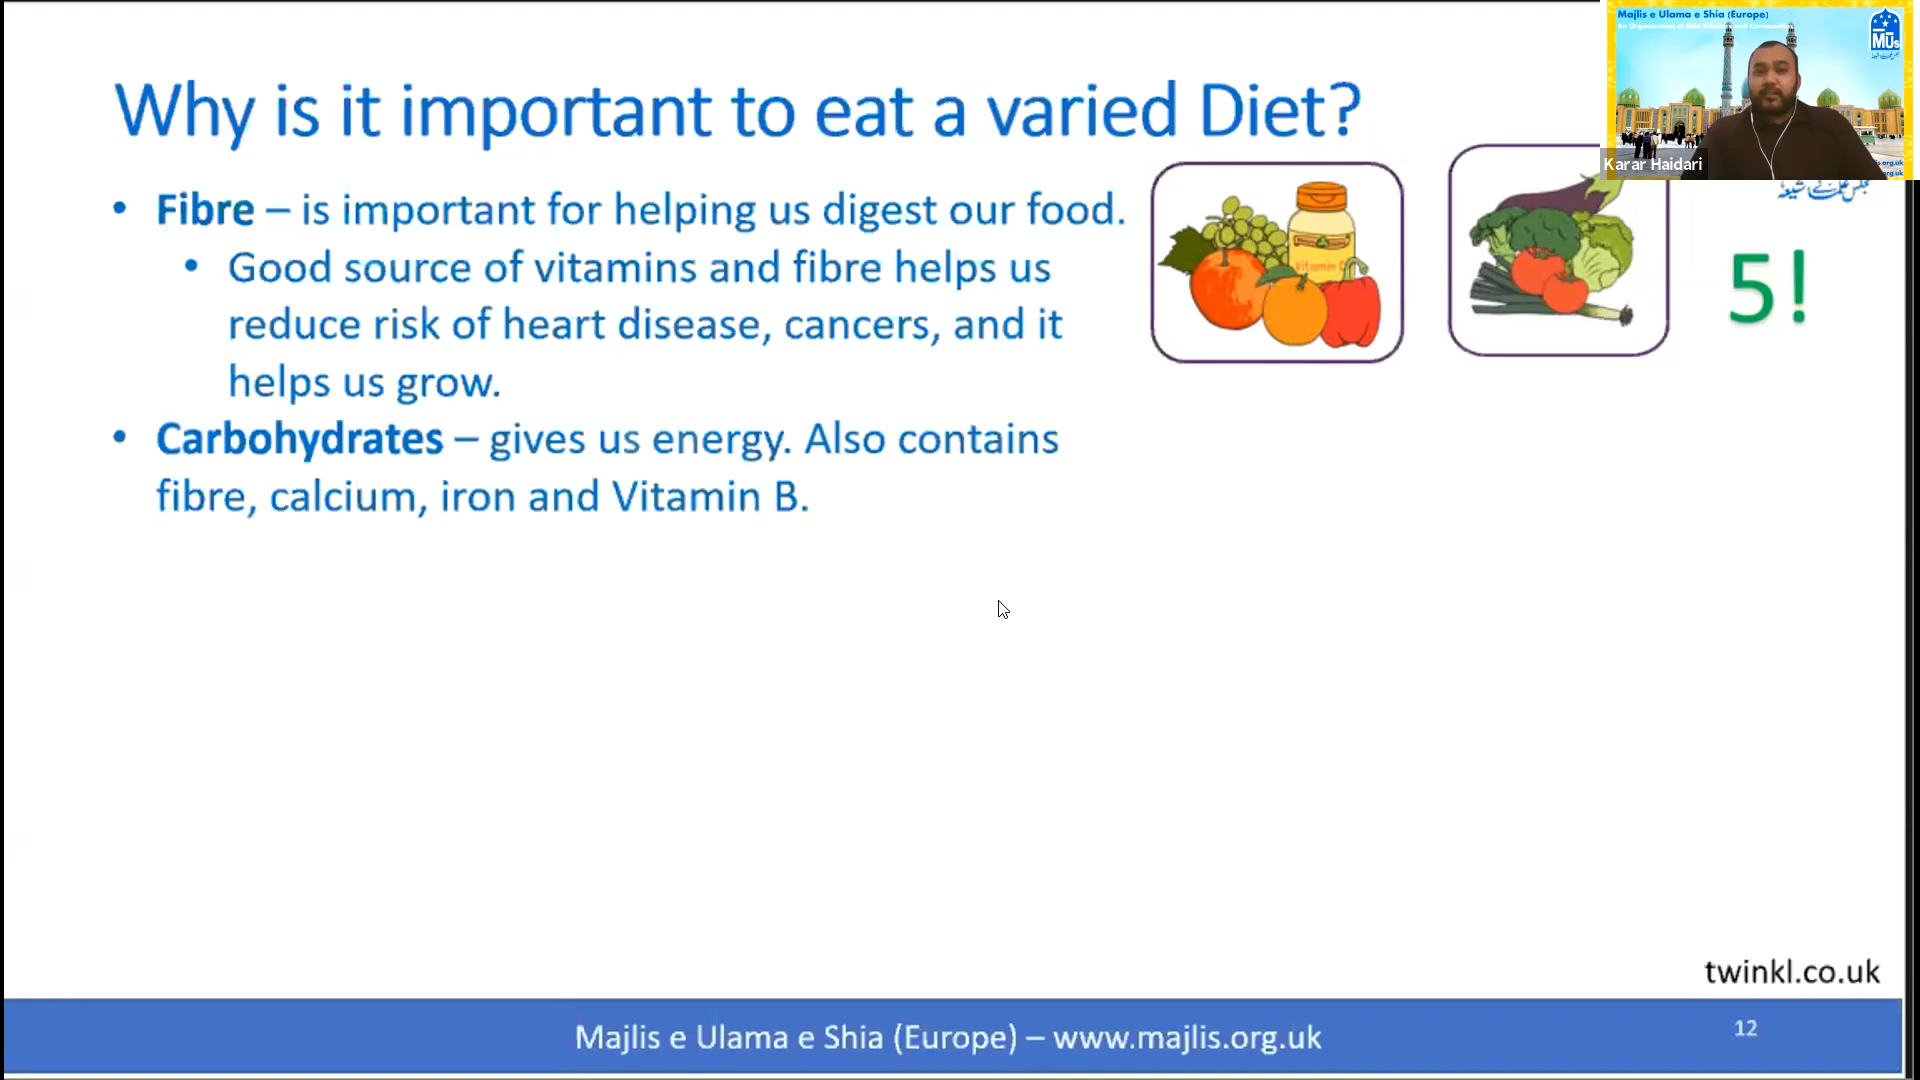 Majlis e Ulama e Shia (Europe)
MUs
Karar Haidari
Why is it important to eat a varied Diet?
• Fibre – is important for helping us digest our food.
• Good source of vitamins and fibre helps us
reduce risk of heart disease, cancers, and it
helps us grow.
• Carbohydrates – gives us energy. Also contains
fibre, calcium, iron and Vitamin B.
Vitamin C
5!
twinkl.co.uk
Majlis e Ulama e Shia (Europe) – www.majlis.org.uk
12